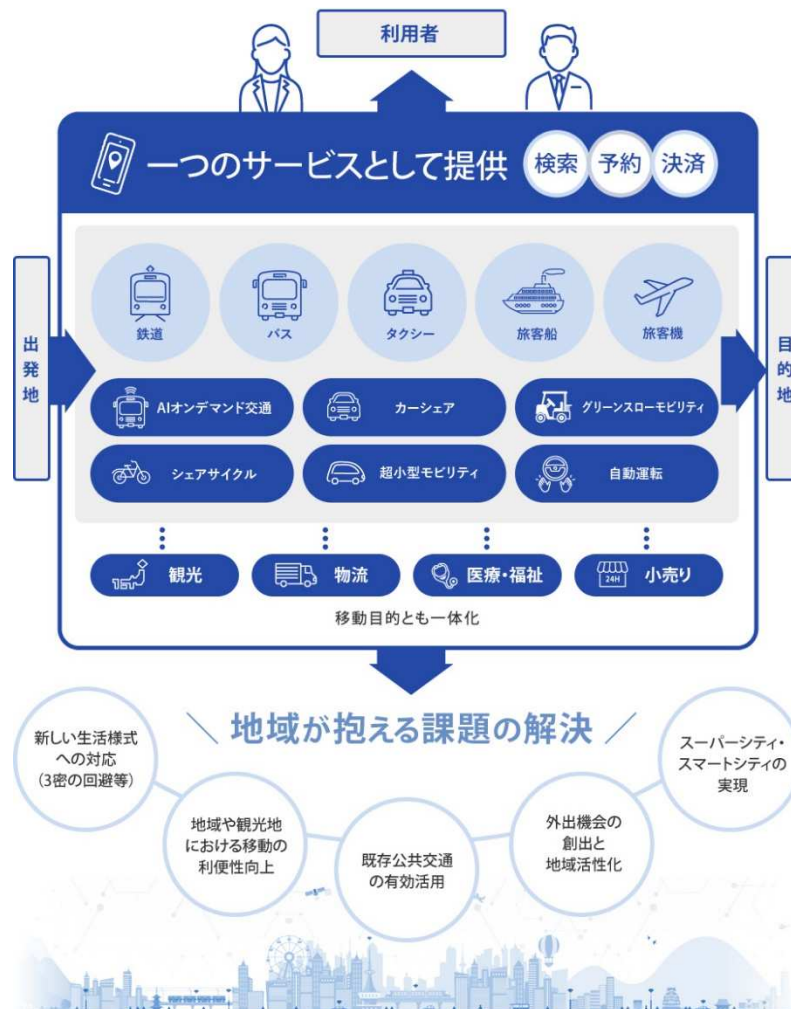 利用者
一つのサービスとして提供
検索
予約
決済
出発地
目的地
鉄道
バス
タクシー
旅客船
旅客機
AIオンデマンド交通
カーシェア
グリーンスローモビリティ
シェアサイクル
超小型モビリティ
自動運転
観光
物流
医療・福祉
24H
小売り
移動目的とも一体化
地域が抱える課題の解決
新しい生活様式
への対応
(3密の回避等)
地域や観光地
における移動の
利便性向上
既存公共交通
の有効活用
外出機会の
創出と
地域活性化
スーパーシティ・
スマートシティの
実現